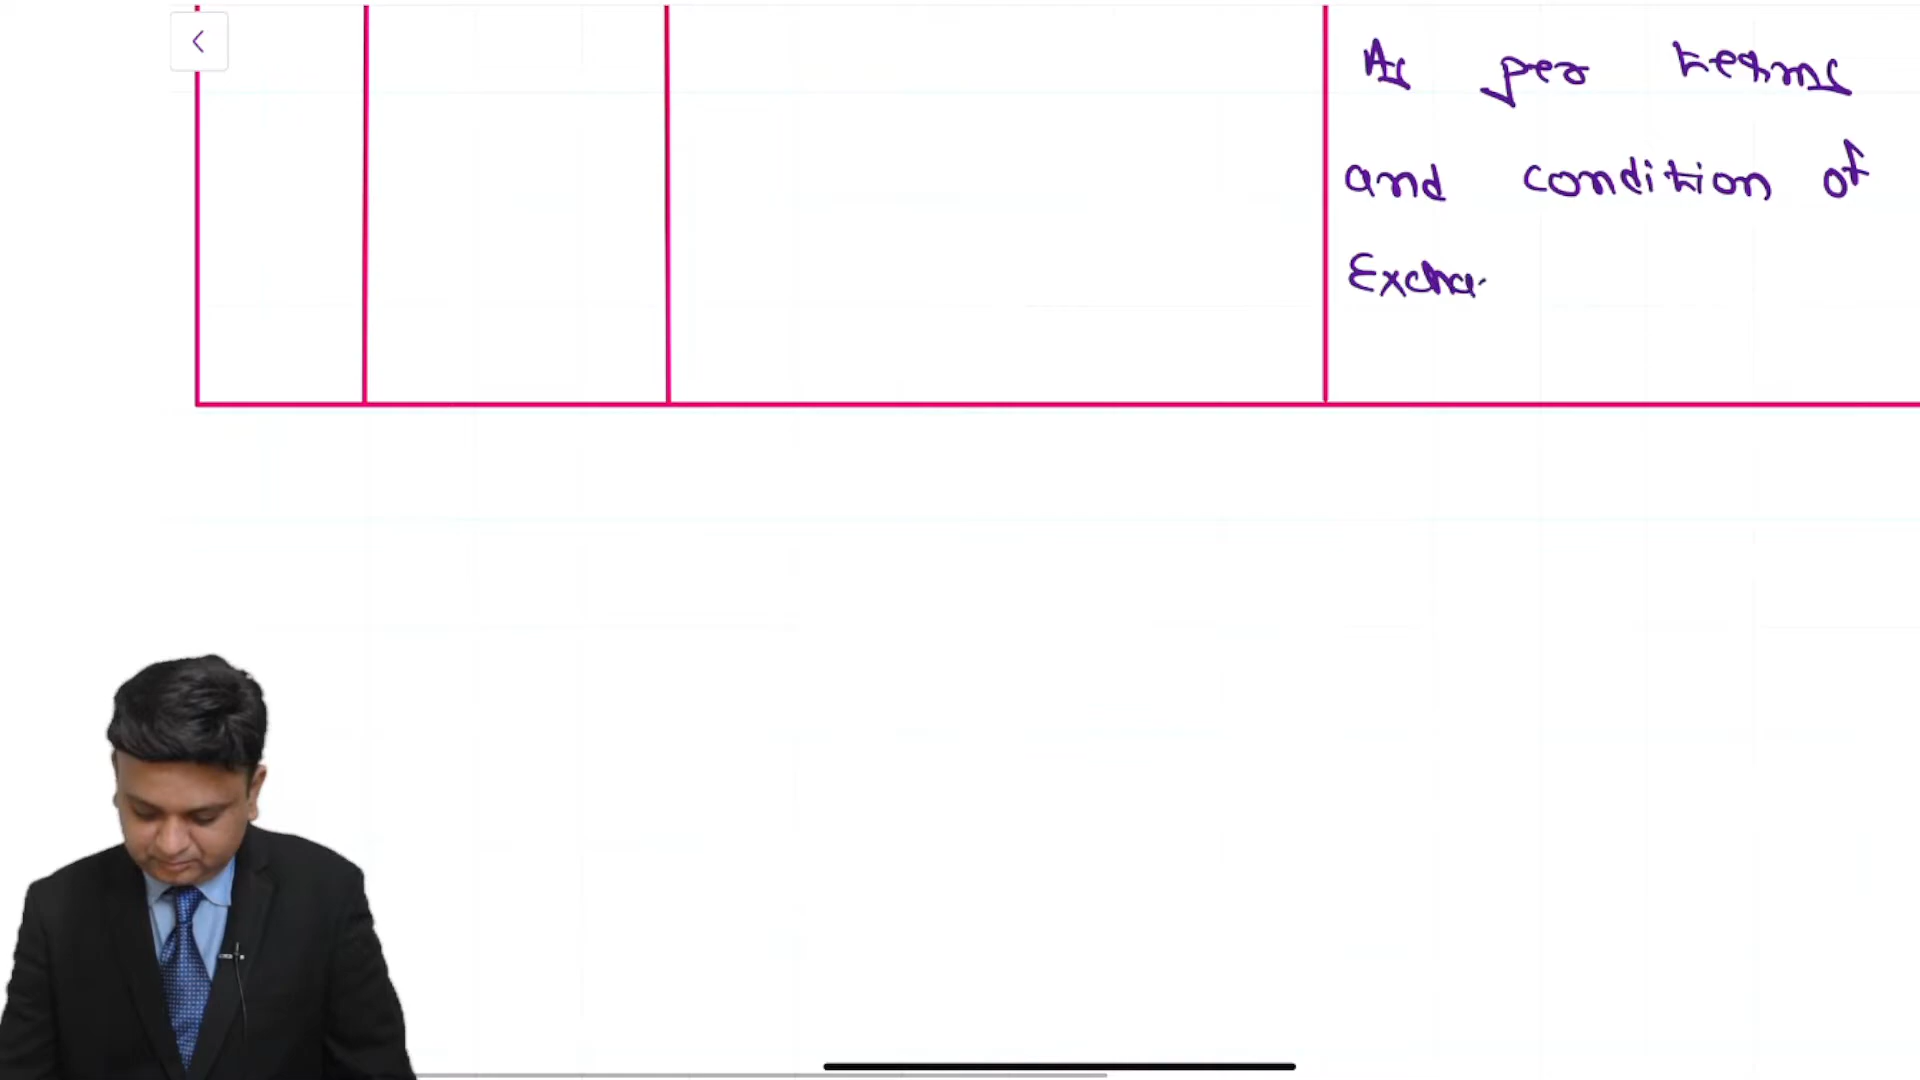 As per terms
and condition of
Excha